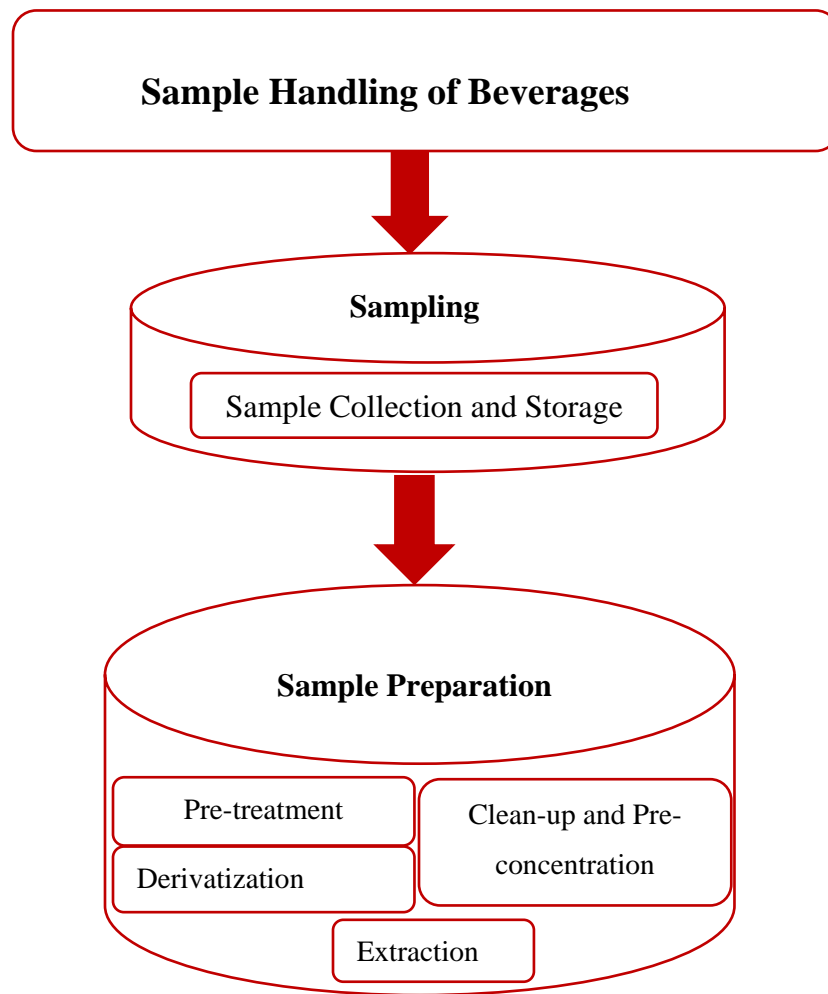 Sample Handling of Beverages
Sampling
Sample Collection and Storage
Sample Preparation
Pre-treatment
Derivatization
Clean-up and Pre-
concentration
Extraction